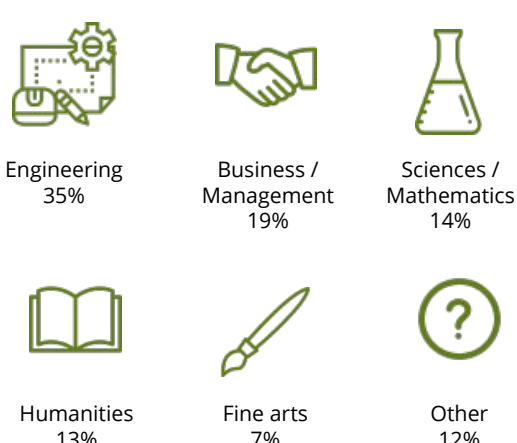 Engineering
35%
Business /
Management
19%
Sciences /
Mathematics
14%
Humanities
13%
Fine arts
7%
Other
12%